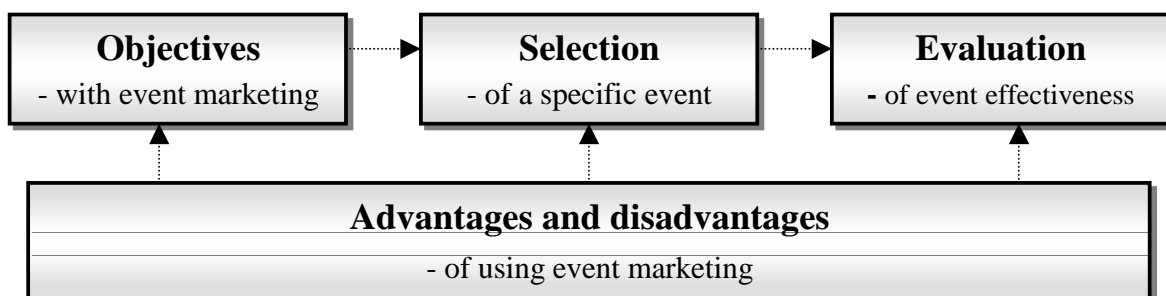 Objectives
- with event marketing
Selection
- of a specific event
Evaluation
- of event effectiveness
Advantages and disadvantages
- of using event marketing